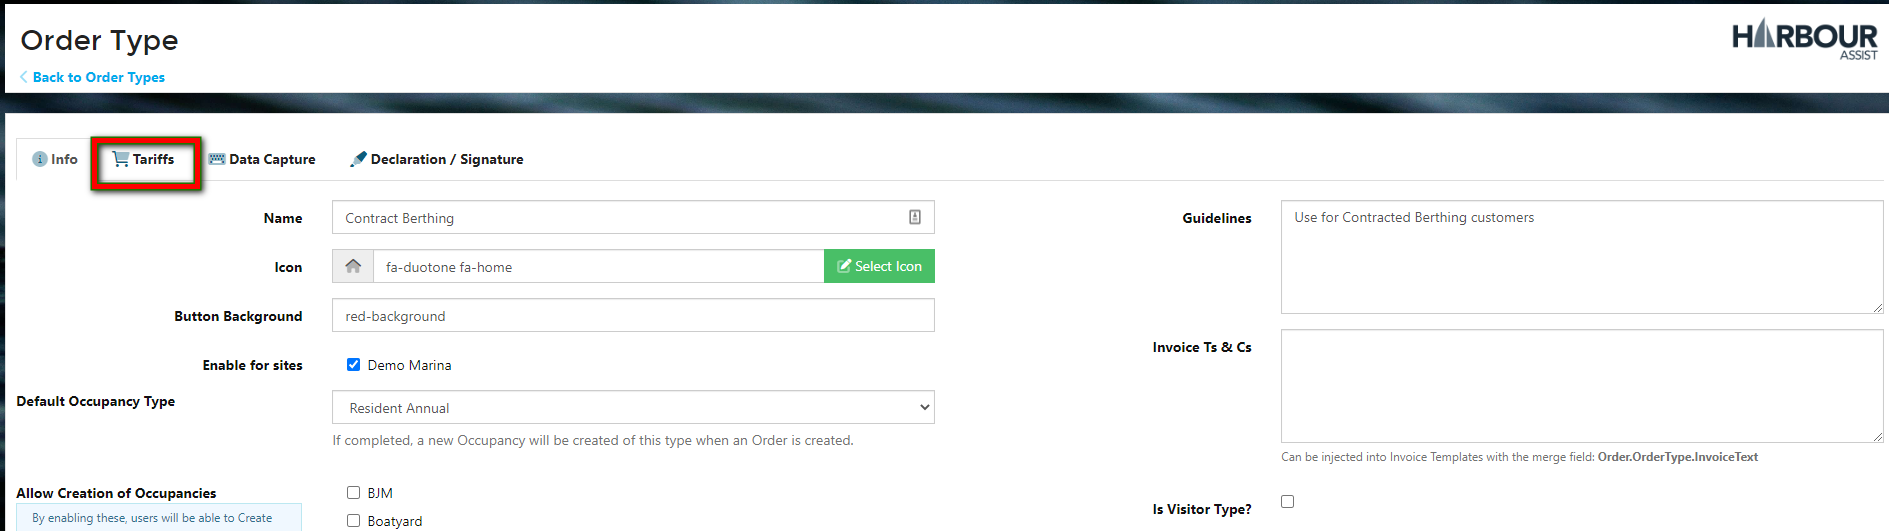 Order Type
HARBOUR
ASSIST
Back to Order Types
Info
Tariffs
Data Capture
Declaration / Signature
Name
Contract Berthing
Icon
fa-duotone fa-home
Select Icon
Button Background
red-background
Enable for sites
Demo Marina
Default Occupancy Type
Resident Annual
If completed, a new Occupancy will be created of this type when an Order is created.
Allow Creation of Occupancies
By enabling these, users will be able to Create
BJM
Boatyard
Guidelines
Use for Contracted Berthing customers
Invoice Ts & Cs
Can be injected into Invoice Templates with the merge field: Order.OrderType.InvoiceText
Is Visitor Type?